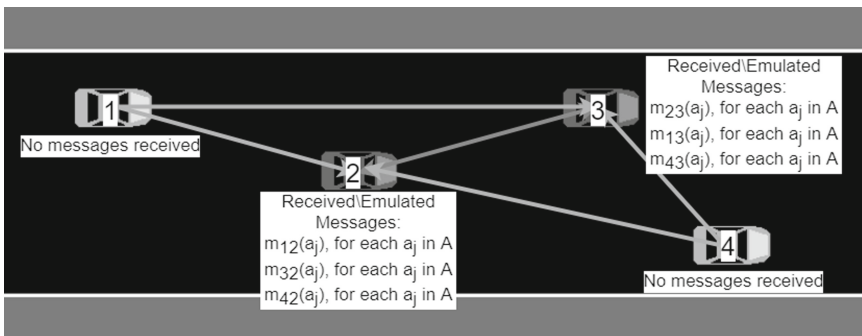 1
No messages received
2
Received\Emulated
Messages:
m12(aj), for each aj in A
m32(aj), for each aj in A
m42(aj), for each aj in A
3
Received\Emulated
Messages:
m23(aj), for each aj in A
m13(aj), for each aj in A
m43(aj), for each aj in A
4
No messages received